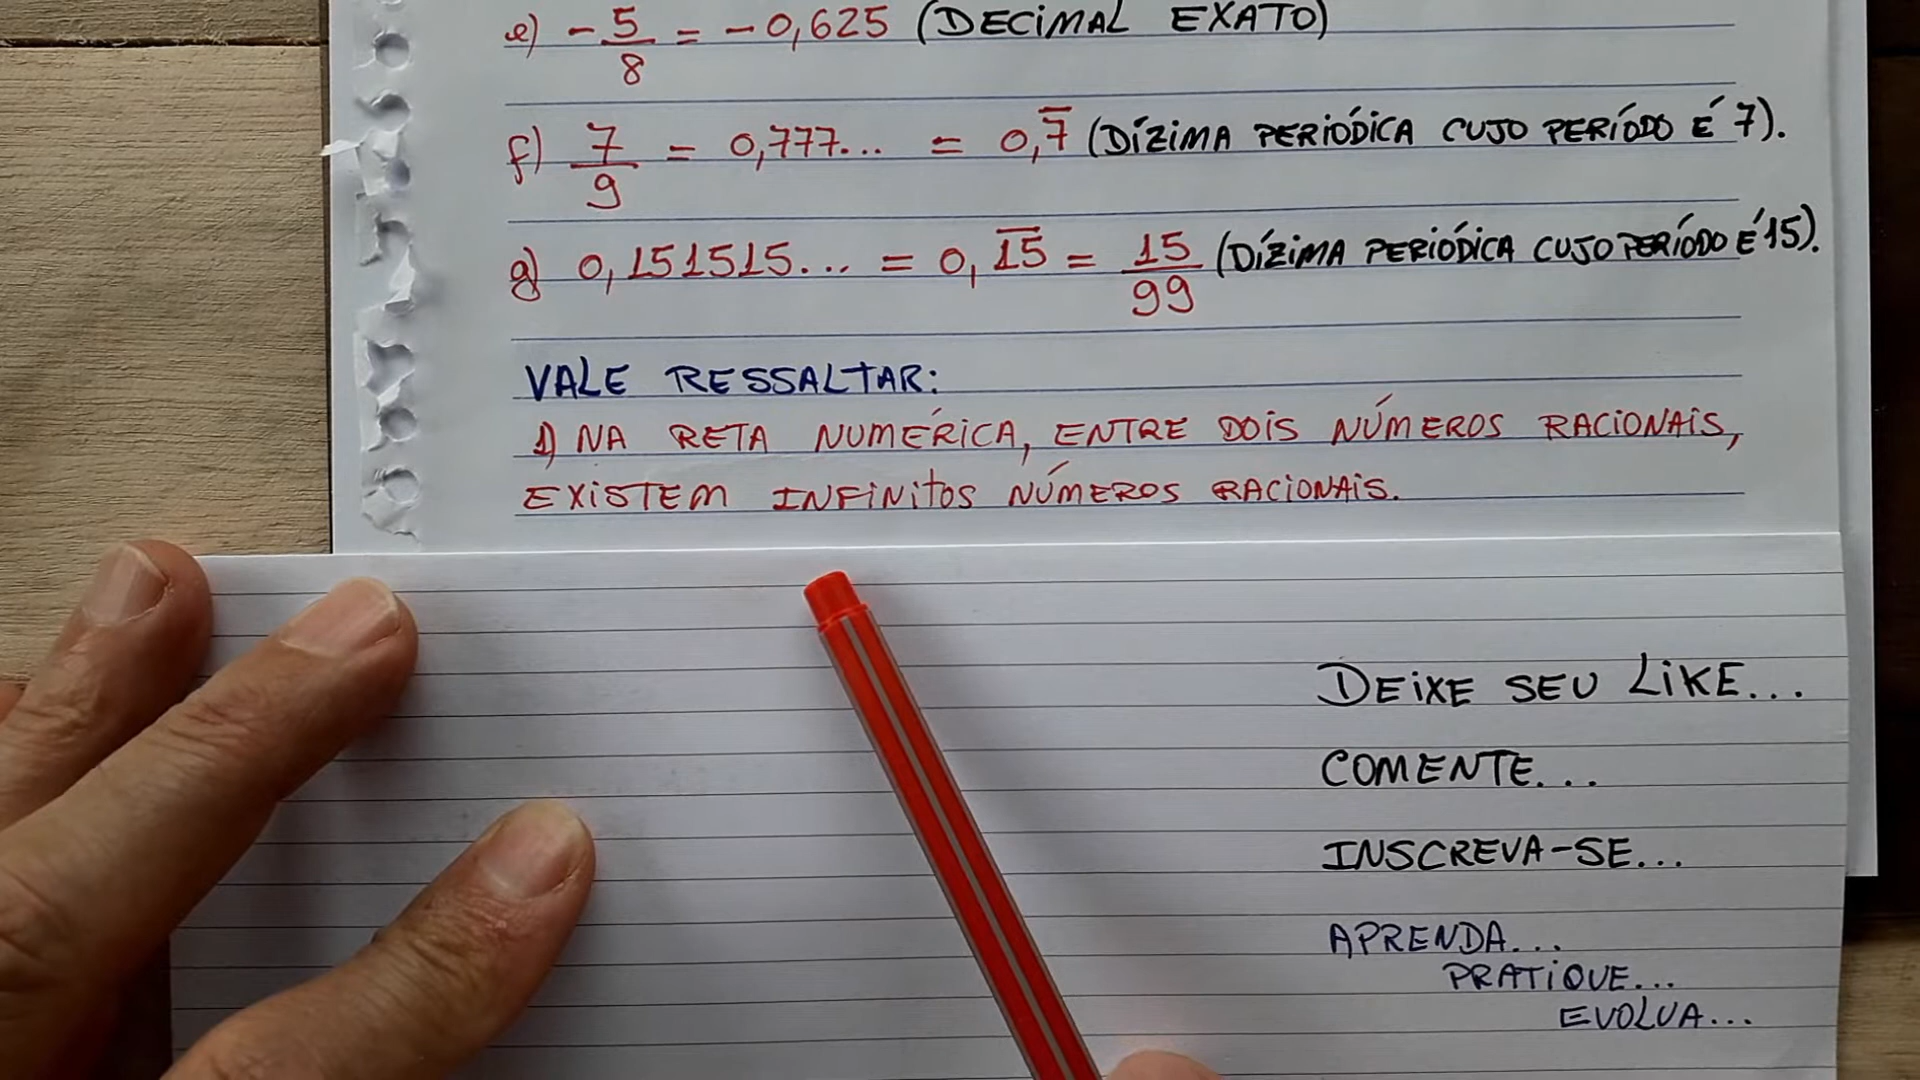 e) -5/8 = -0,625 (DECIMAL EXATO)
f) 7/9 = 0,777... = 0,7̅ (DÍZIMA PERIÓDICA CUJO PERÍODO É 7).
g) 0,151515... = 0,1̅5̅ = 15/99 (DÍZIMA PERIÓDICA CUJO PERÍODO É 15).
VALE RESSALTAR:
1) NA RETA NUMÉRICA, ENTRE DOIS NÚMEROS RACIONAIS,
EXISTEM INFINITOS NÚMEROS RACIONAIS.
DEIXE SEU LIKE...
COMENTE...
INSCREVA-SE...
APRENDA...
PRATIQUE...
EVOLUA...